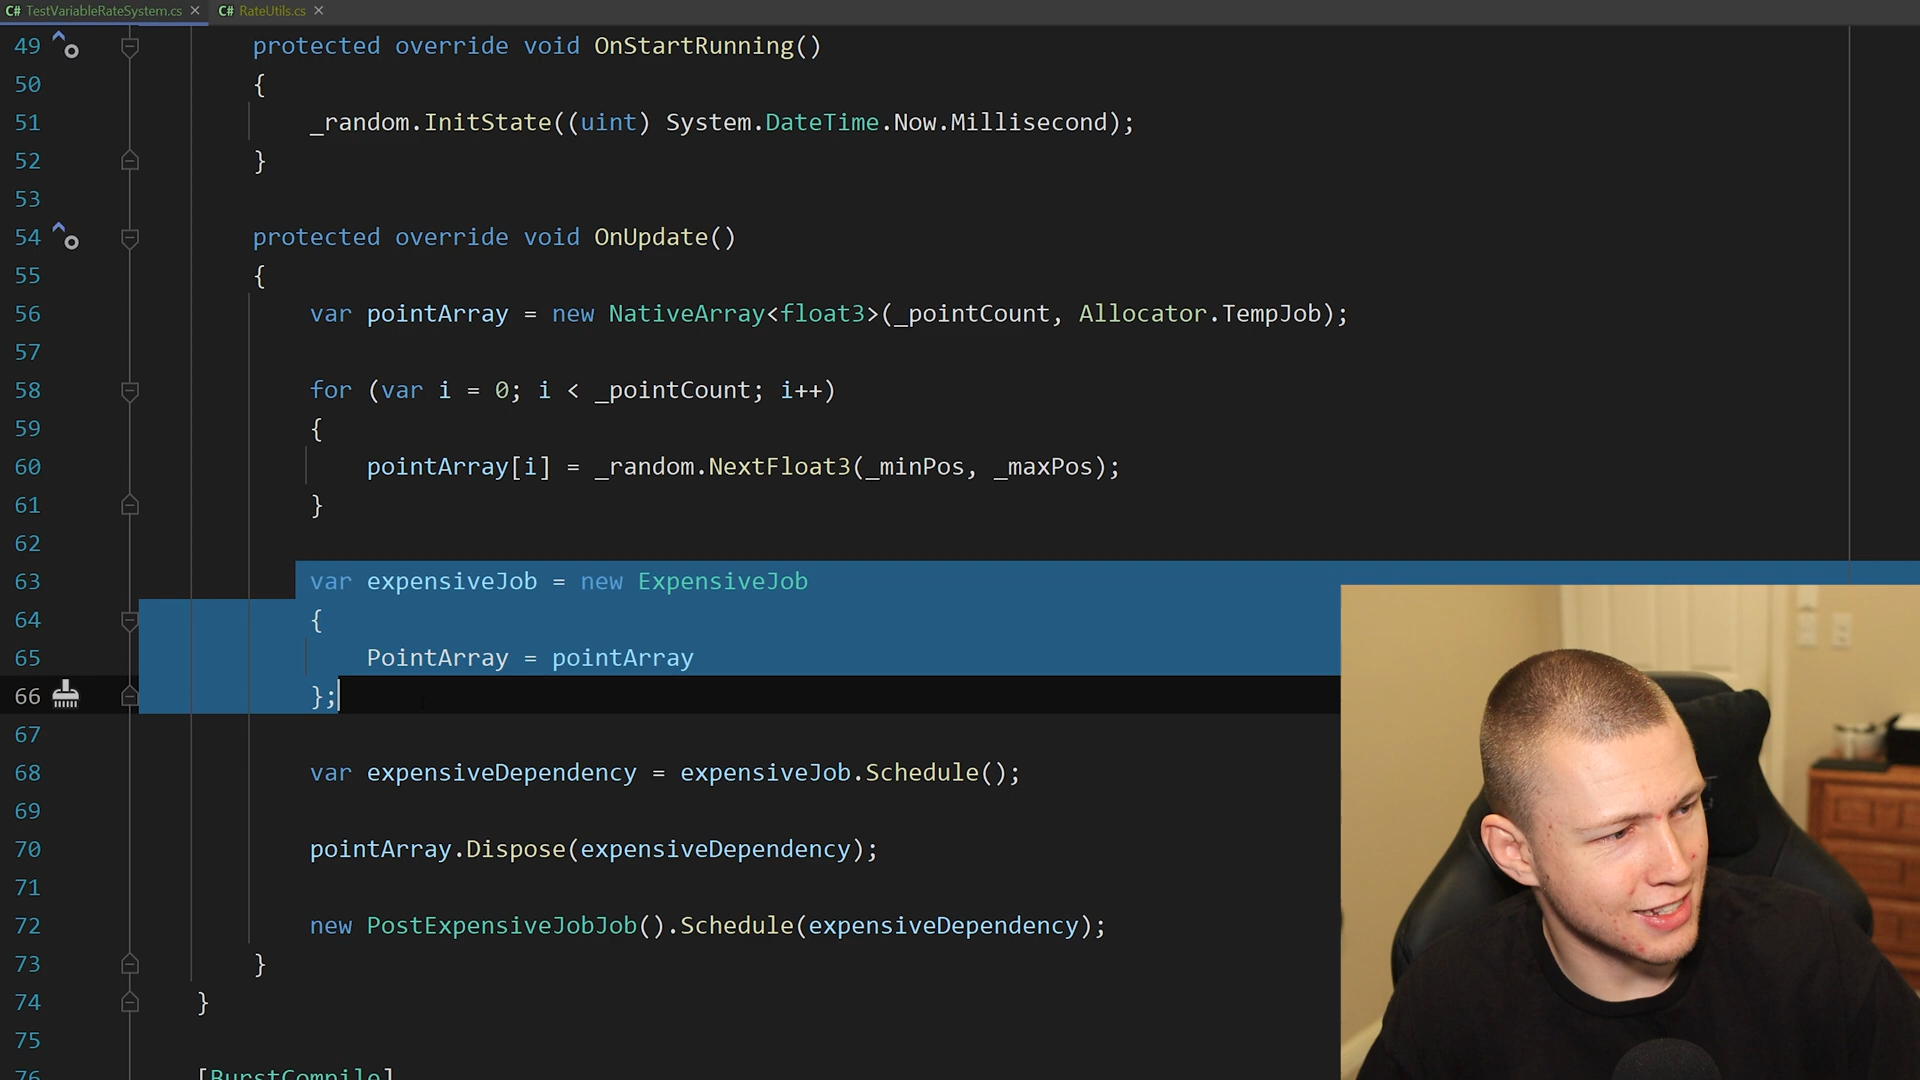 C# TestVariableRateSystem.cs × C# RateUtils.cs ×
49 protected override void OnStartRunning()
50 {
51 _random.InitState((uint) System.DateTime.Now.Millisecond);
52 }
53
54 protected override void OnUpdate()
55 {
56 var pointArray = new NativeArray<float3>(_pointCount, Allocator.TempJob);
57
58 for (var i = 0; i < _pointCount; i++)
59 {
60 pointArray[i] = _random.NextFloat3(_minPos, _maxPos);
61 }
62
63 var expensiveJob = new ExpensiveJob
64 {
65 PointArray = pointArray
66 };
67
68 var expensiveDependency = expensiveJob.Schedule();
69
70 pointArray.Dispose(expensiveDependency);
71
72 new PostExpensiveJobJob().Schedule(expensiveDependency);
73 }
74 }
75
76 [BurstCompile]